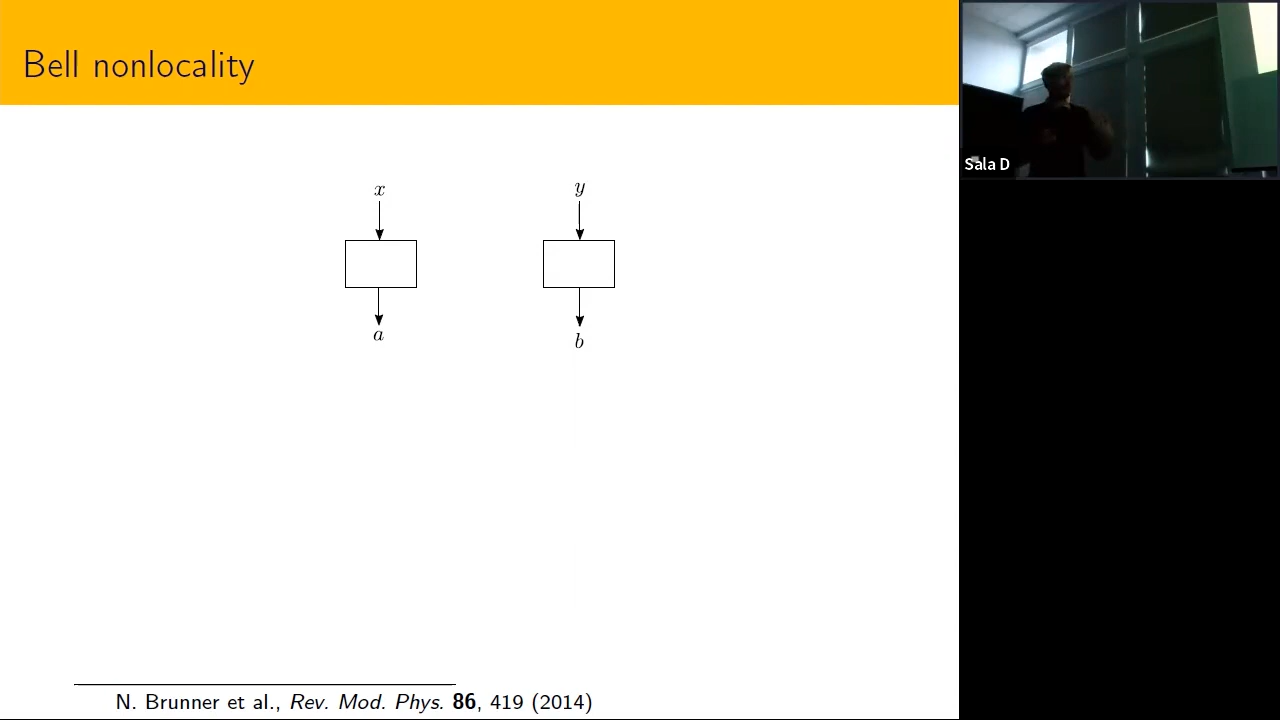 Bell nonlocality
x y
a b
N. Brunner et al., Rev. Mod. Phys. 86, 419 (2014)
Sala D